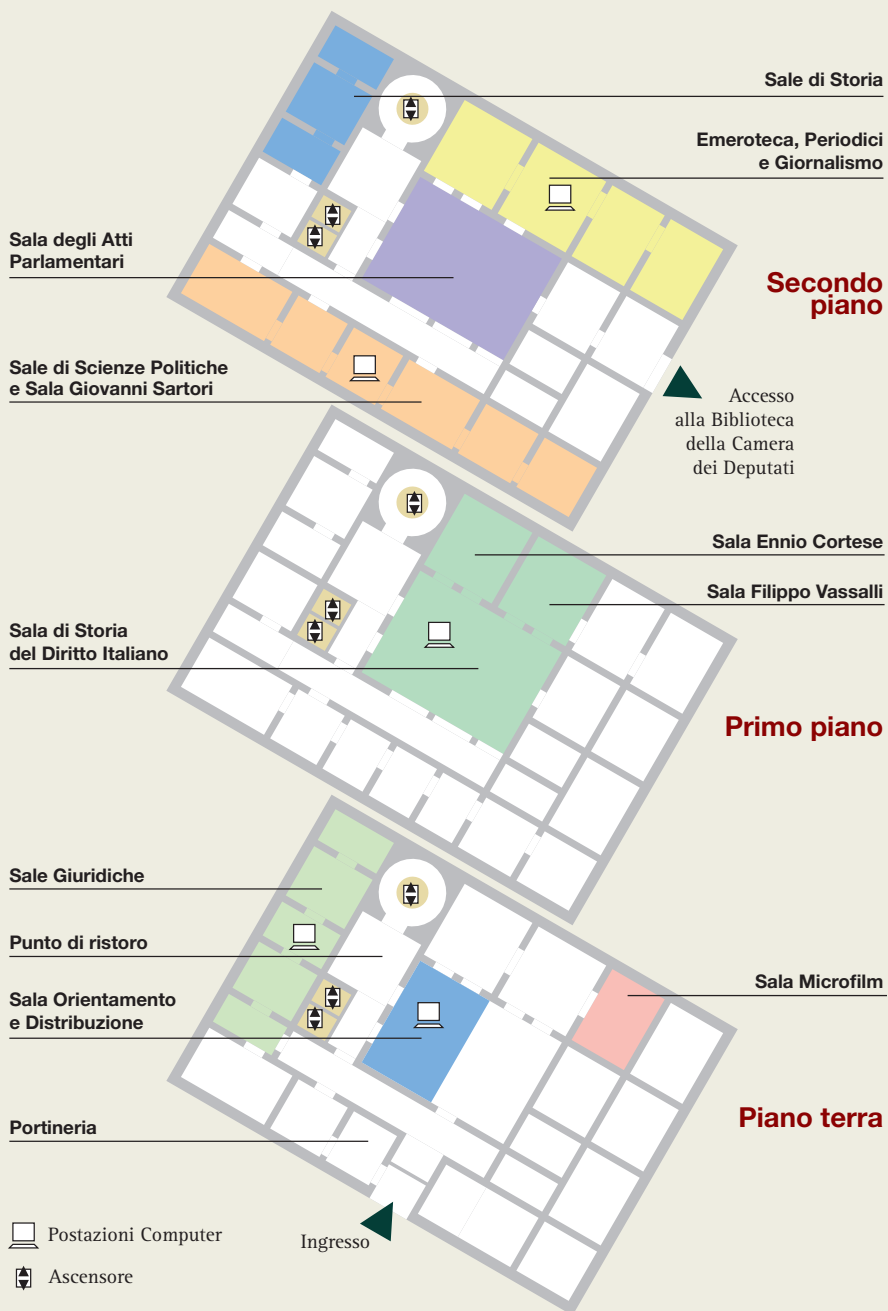 Sale di Storia
Emeroteca, Periodici
e Giornalismo
Sala degli Atti
Parlamentari
Secondo
piano
Sale di Scienze Politiche
e Sala Giovanni Sartori
Accesso
alla Biblioteca
della Camera
dei Deputati
Sala Ennio Cortese
Sala Filippo Vassalli
Sala di Storia
del Diritto Italiano
Primo piano
Sale Giuridiche
Punto di ristoro
Sala Microfilm
Sala Orientamento
e Distribuzione
Piano terra
Portineria
Ingresso
Postazioni Computer
Ascensore